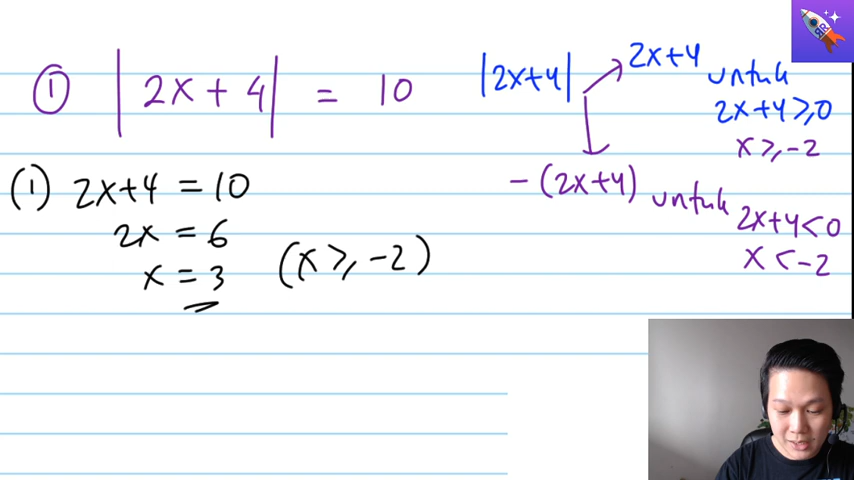 ① |2x+4| = 10
|2x+4|
2x+4 untuk
2x+4 ≥ 0
x ≥ -2
-(2x+4) untuk
2x+4 < 0
x < -2
(1) 2x+4 = 10
2x = 6
x = 3 (x ≥ -2)